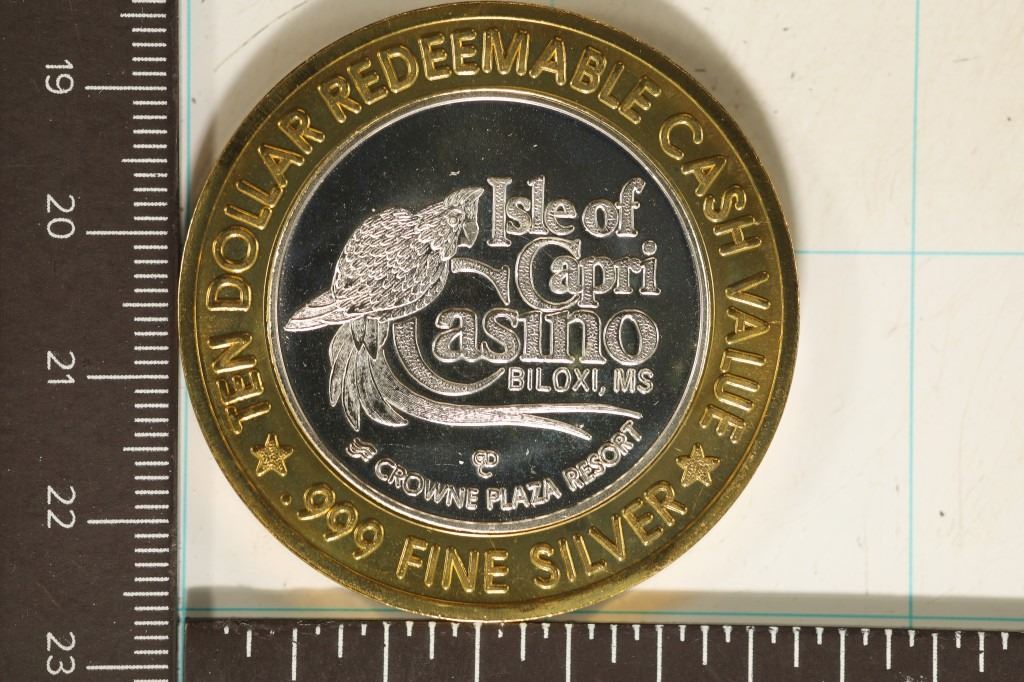 TEN DOLLAR REDEEMABLE CASH VALUE
Isle of
Capri
Casino
BILOXI, MS
CROWNE PLAZA RESORT
.999 FINE SILVER
19
20
21
22
23